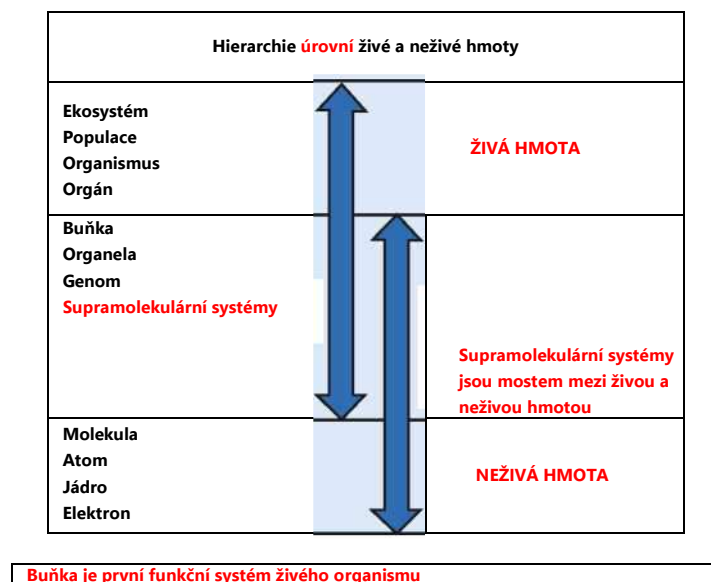 Hierarchie úrovní živé a neživé hmoty
Ekosystém
Populace
Organismus
Orgán
ŽIVÁ HMOTA
Buňka
Organela
Genom
Supramolekulární systémy
Supramolekulární systémy
jsou mostem mezi živou a
neživou hmotou
Molekula
Atom
Jádro
Elektron
NEŽIVÁ HMOTA
Buňka je první funkční systém živého organismu